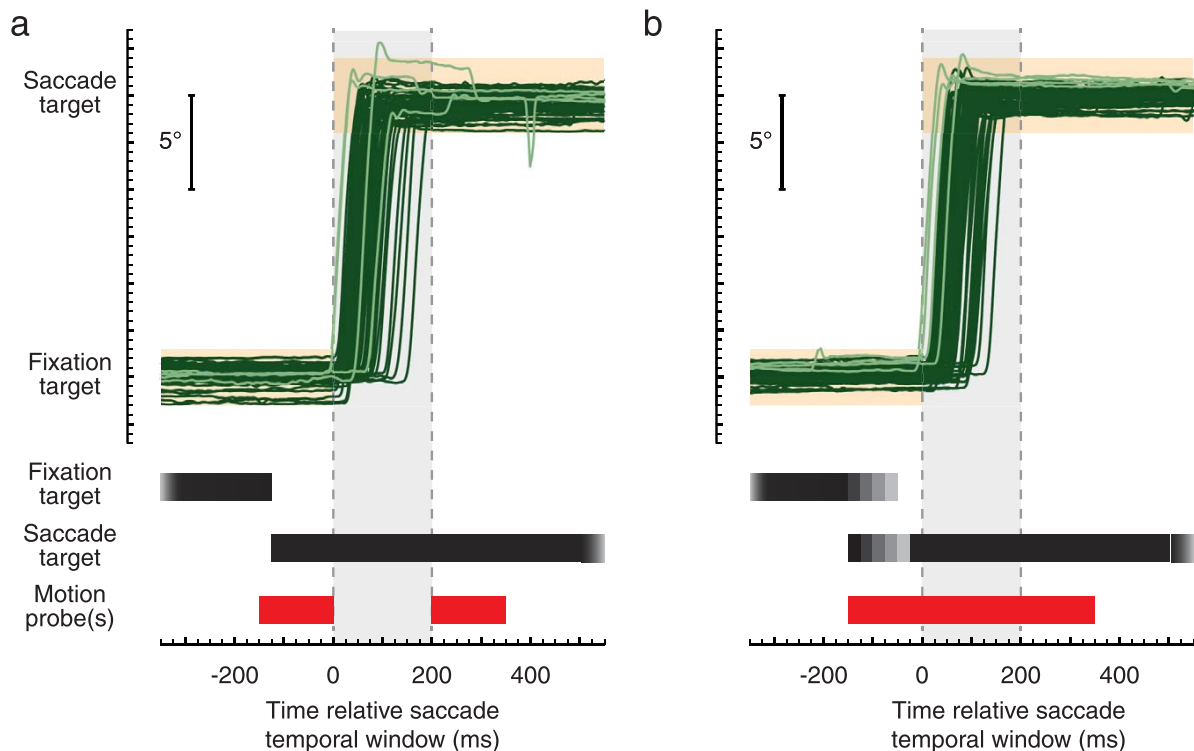 a
Saccade
target
5°
Fixation
target
Fixation
target
Saccade
target
Motion
probe(s)
-200 0 200 400
Time relative saccade
temporal window (ms)
b
5°
-200 0 200 400
Time relative saccade
temporal window (ms)